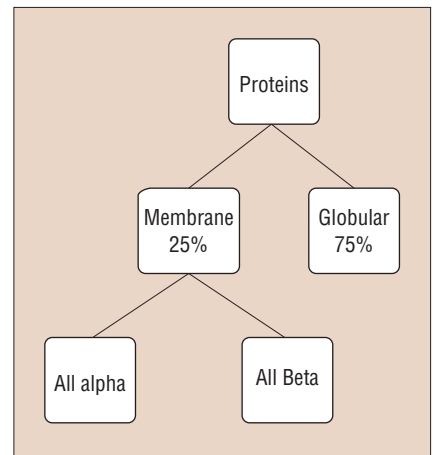 Proteins
Membrane
25%
Globular
75%
All alpha
All Beta